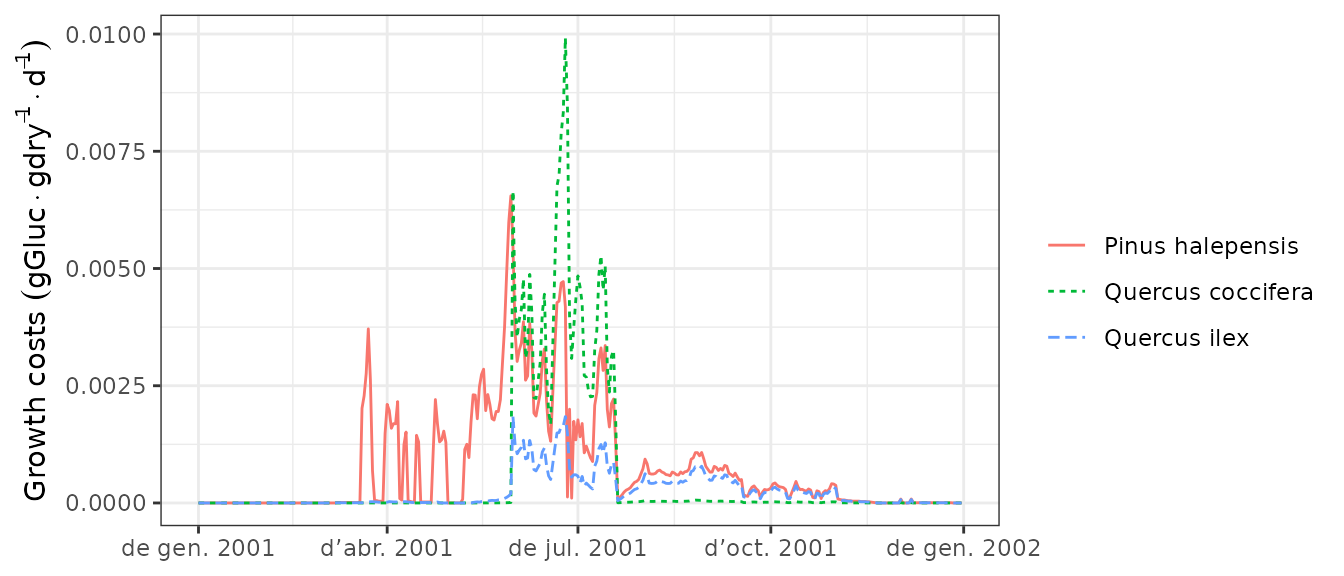 Growth costs (gGluc · gdry⁻¹ · d⁻¹)
0.0100
0.0075
0.0050
0.0025
0.0000
de gen. 2001
d’abr. 2001
de jul. 2001
d’oct. 2001
de gen. 2002
Pinus halepensis
Quercus coccifera
Quercus ilex